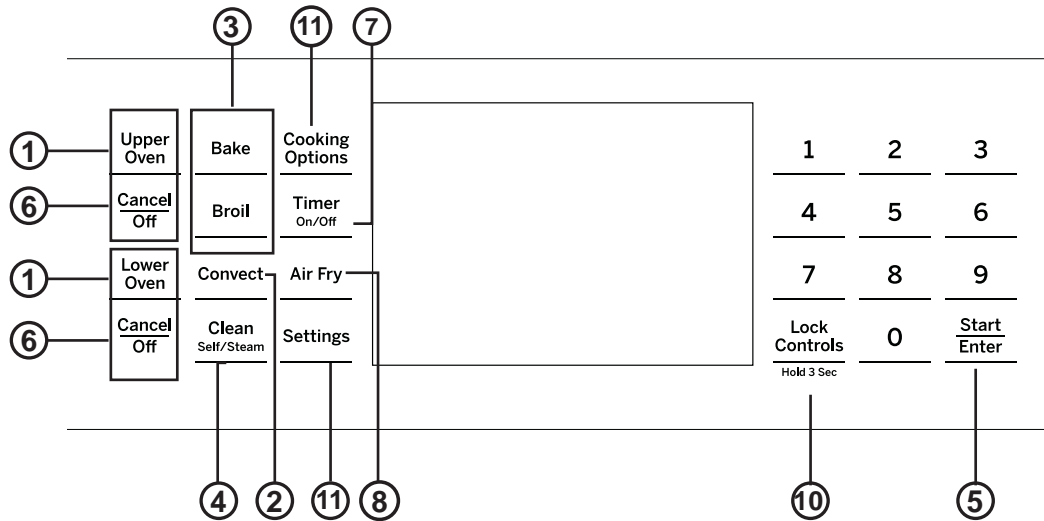 3
11
7
1
Upper
Oven
Bake
Cooking
Options
1
2
3
6
Cancel
Off
Broil
Timer
On/Off
4
5
6
1
Lower
Oven
Convect
Air Fry
7
8
9
6
Cancel
Off
Clean
Self/Steam
Settings
Lock
Controls
Hold 3 Sec
0
Start
Enter
4
2
11
8
10
5